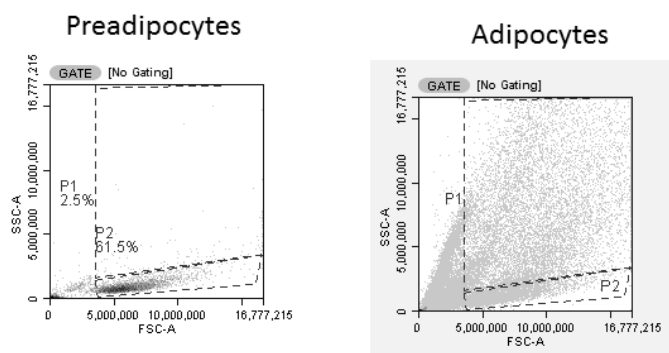 Preadipocytes
GATE [No Gating]
16,777,215
10,000,000
5,000,000
0
SSC-A
P1
2.5%
P2
61.5%
0
5,000,000
10,000,000
16,777,215
FSC-A
Adipocytes
GATE [No Gating]
16,777,215
10,000,000
5,000,000
0
SSC-A
P1
P2
0
5,000,000
10,000,000
16,777,215
FSC-A